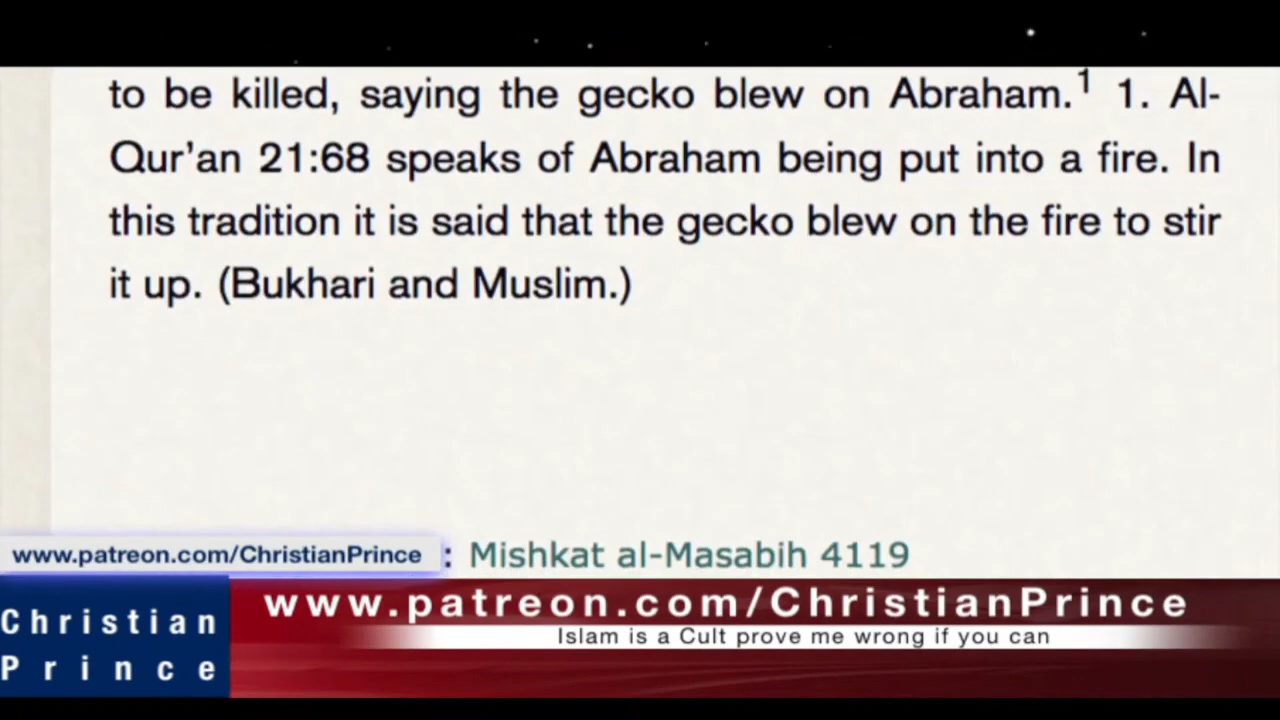 to be killed, saying the gecko blew on Abraham.¹ 1. Al-
Qur’an 21:68 speaks of Abraham being put into a fire. In
this tradition it is said that the gecko blew on the fire to stir
it up. (Bukhari and Muslim.)
www.patreon.com/ChristianPrince : Mishkat al-Masabih 4119
www.patreon.com/ChristianPrince
Islam is a Cult prove me wrong if you can
Christian
Prince